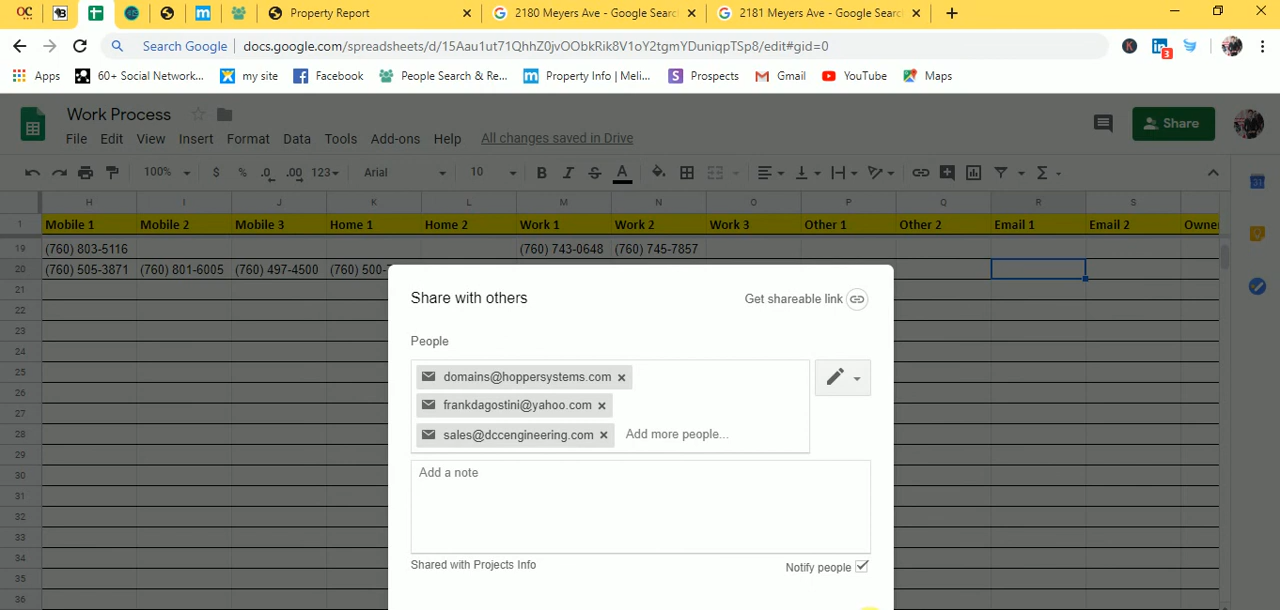 Property Report ×
2180 Meyers Ave - Google Searc ×
2181 Meyers Ave - Google Searc ×
Search Google
docs.google.com/spreadsheets/d/15Aau1ut71QhhZ0jvOObkRik8V1oY2tgmYDuniqpTSp8/edit#gid=0
3
Apps
60+ Social Network...
my site
Facebook
People Search & Re...
Property Info | Meli...
Prospects
Gmail
YouTube
Maps
Work Process
Share
File Edit View Insert Format Data Tools Add-ons Help All changes saved in Drive
100% $ % .0 .00 123 Arial 10 B I S A Σ
H I J K L M N O P Q R S
1 Mobile 1 Mobile 2 Mobile 3 Home 1 Home 2 Work 1 Work 2 Work 3 Other 1 Other 2 Email 1 Email 2 Owne
19 (760) 803-5116 (760) 743-0648 (760) 745-7857
20 (760) 505-3871 (760) 801-6005 (760) 497-4500 (760) 500-
21
22
23
24
25
26
27
28
29
30
31
32
33
34
35
36
Share with others
Get shareable link
People
domains@hoppersystems.com ×
frankdagostini@yahoo.com ×
sales@dccengineering.com × Add more people...
Add a note
Shared with Projects Info
Notify people